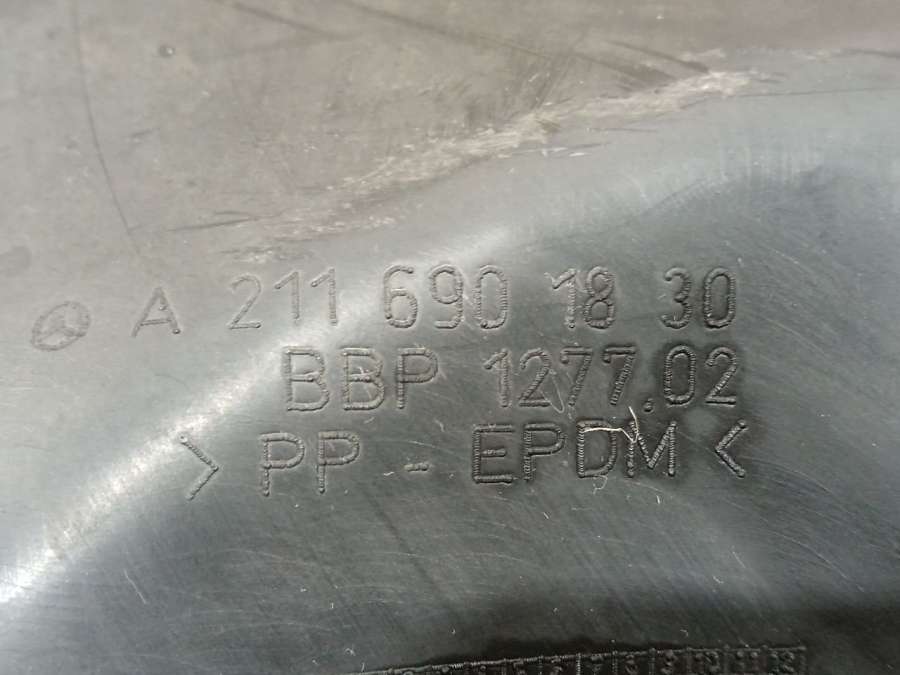 A 211 690 18 30
BBP 1277.02
> PP - EPDM <